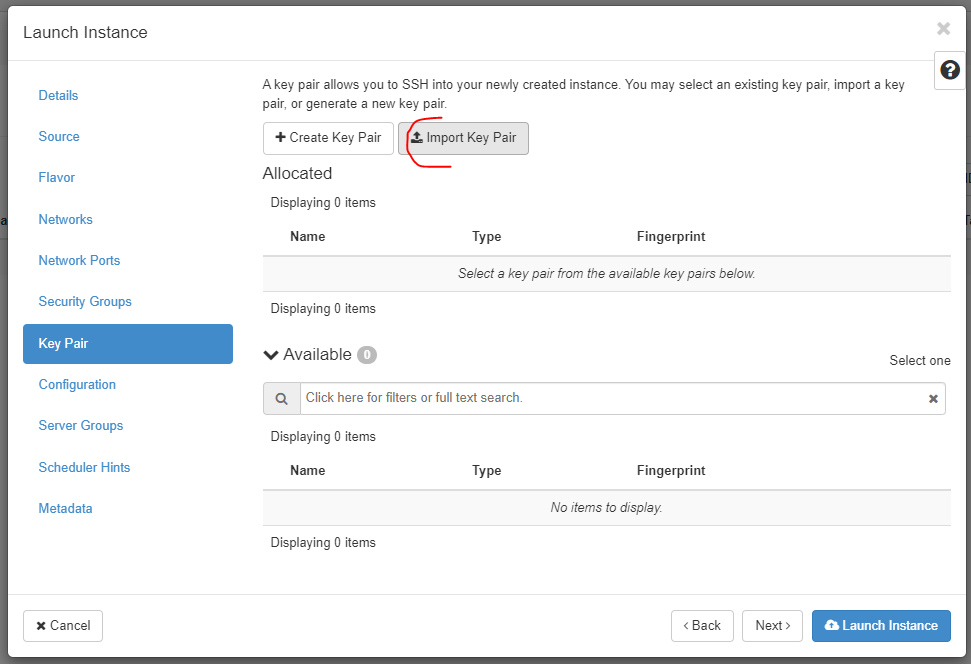 Launch Instance
Details
Source
Flavor
Networks
Network Ports
Security Groups
Key Pair
Configuration
Server Groups
Scheduler Hints
Metadata
A key pair allows you to SSH into your newly created instance. You may select an existing key pair, import a key
pair, or generate a new key pair.
Create Key Pair
Import Key Pair
Allocated
Displaying 0 items
Name Type Fingerprint
Select a key pair from the available key pairs below.
Displaying 0 items
Available 0
Select one
Click here for filters or full text search.
Displaying 0 items
Name Type Fingerprint
No items to display.
Displaying 0 items
Cancel
Back
Next
Launch Instance